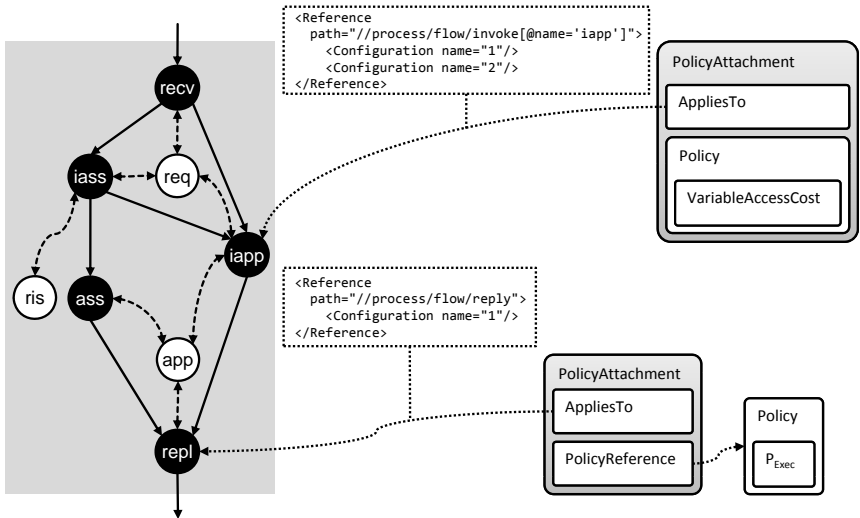 <Reference
path="//process/flow/invoke[@name='iapp']">
<Configuration name="1"/>
<Configuration name="2"/>
</Reference>
PolicyAttachment
AppliesTo
Policy
VariableAccessCost
recv
iass
req
iapp
ris
ass
app
repl
<Reference
path="//process/flow/reply">
<Configuration name="1"/>
</Reference>
PolicyAttachment
AppliesTo
PolicyReference
Policy
PExec